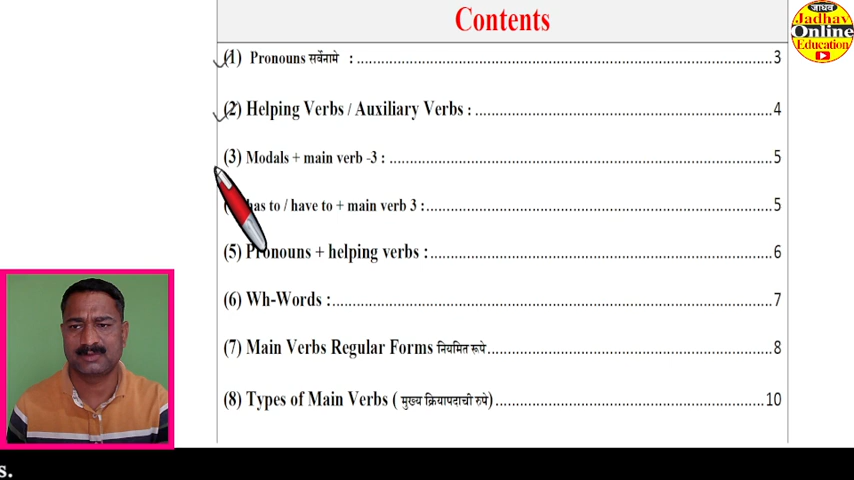 Contents
जाधव
Jadhav
Online
Education
(1) Pronouns सर्वनामे : ........ 3
(2) Helping Verbs / Auxiliary Verbs : ........ 4
(3) Modals + main verb -3 : ........ 5
has to / have to + main verb 3 : ........ 5
(5) Pronouns + helping verbs : ........ 6
(6) Wh-Words : ........ 7
(7) Main Verbs Regular Forms नियमित रूपे ........ 8
(8) Types of Main Verbs ( मुख्य क्रियापदाची रुपे) ........ 10
s.